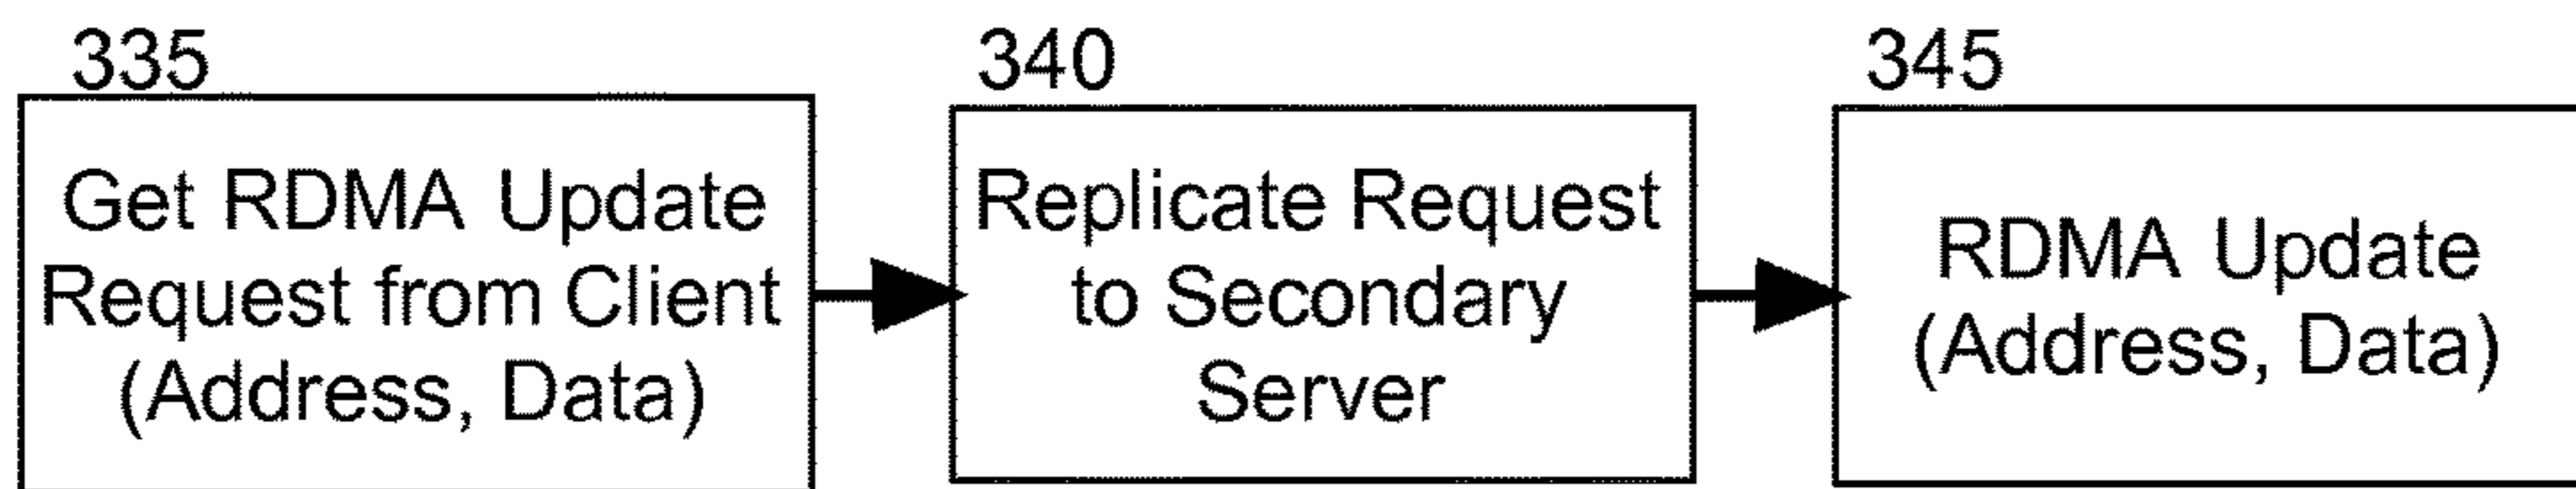 335
Get RDMA Update
Request from Client
(Address, Data)
340
Replicate Request
to Secondary
Server
345
RDMA Update
(Address, Data)